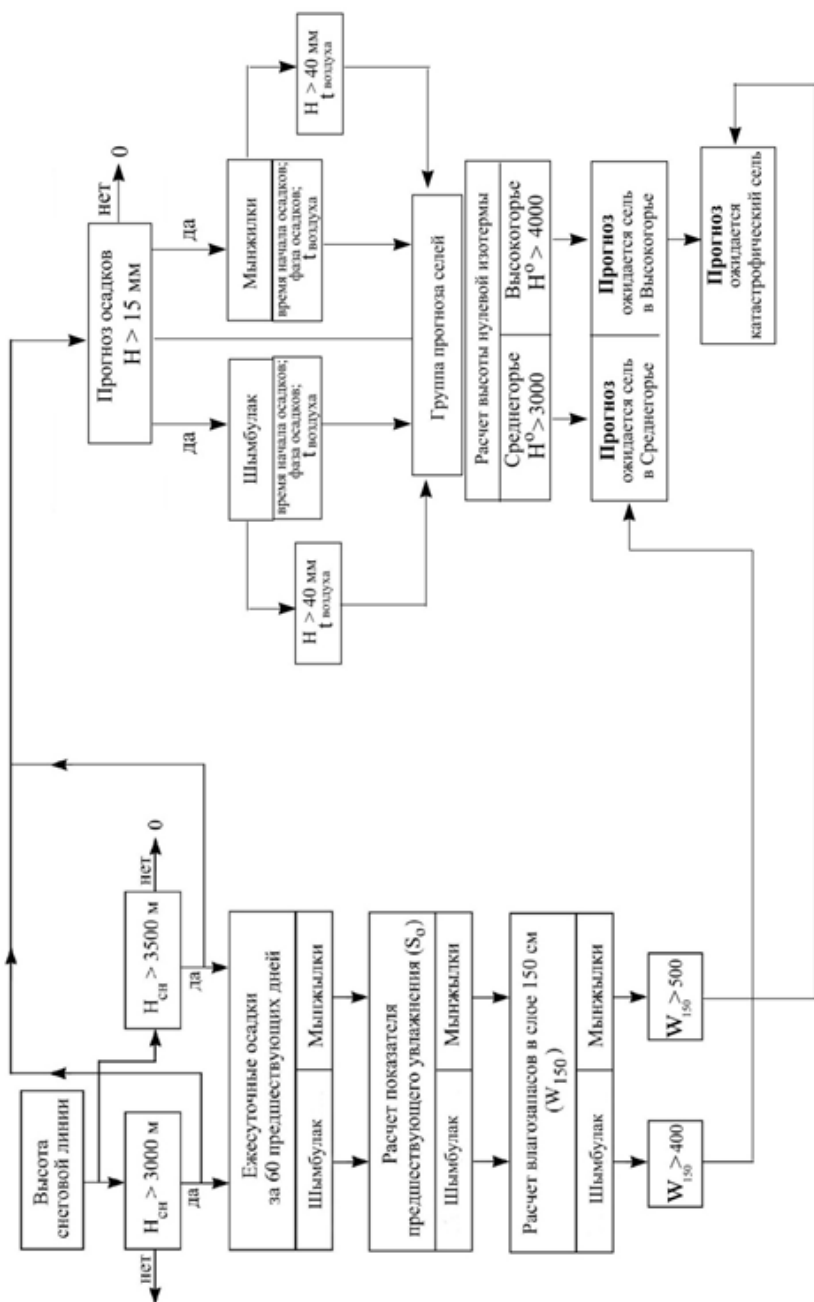 Высота
снеговой линии
нет
H сн > 3000 м
да
H сн > 3500 м
нет
0
да
Ежесуточные осадки
за 60 предшествующих дней
Шымбулак
Мынжылки
Расчет показателя
предшествующего увлажнения (S₀)
Шымбулак
Мынжылки
Расчет влагозапасов в слое 150 см
(W₁₅₀)
Шымбулак
Мынжылки
W₁₅₀ >400
W₁₅₀ >500
Прогноз осадков
H > 15 мм
нет
0
да
да
Шымбулак
время начала осадков;
фаза осадков;
t воздуха
Мынжилки
время начала осадков;
фаза осадков;
t воздуха
H > 40 мм
t воздуха
H > 40 мм
t воздуха
Группа прогноза селей
Расчет высоты нулевой изотермы
Среднегорье
H⁰ >3000
Высокогорье
H⁰ > 4000
Прогноз
ожидается сель
в Среднегорье
Прогноз
ожидается сель
в Высокогорье
Прогноз
ожидается
катастрофический сель